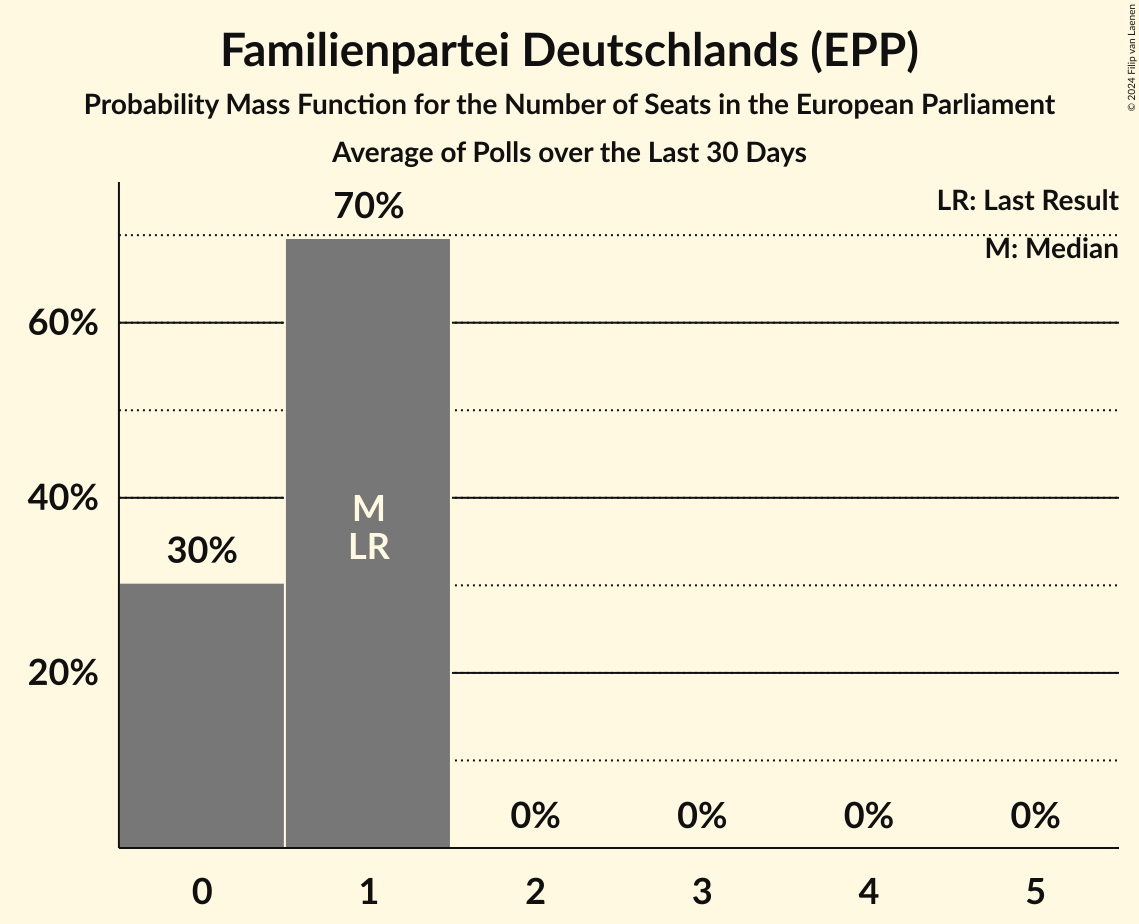 Familienpartei Deutschlands (EPP)
Probability Mass Function for the Number of Seats in the European Parliament
Average of Polls over the Last 30 Days
© 2024 Filip van Laenen
LR: Last Result
M: Median
70%
60%
40%
M
LR
30%
20%
0% 0% 0% 0%
0 1 2 3 4 5